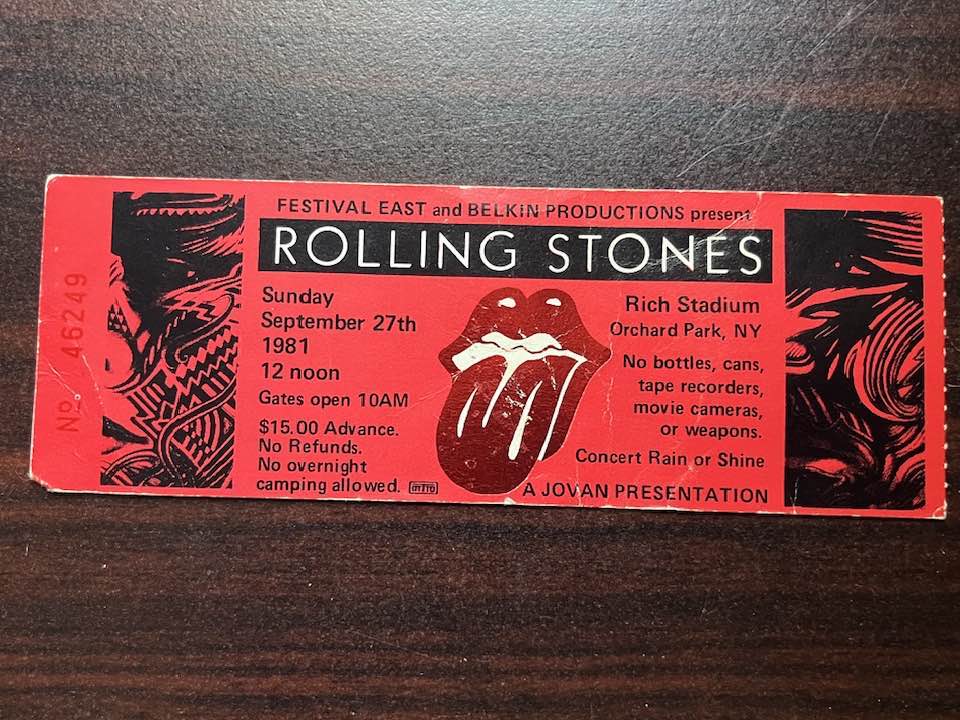 No. 46249
FESTIVAL EAST and BELKIN PRODUCTIONS present
ROLLING STONES
Sunday
September 27th
1981
12 noon
Gates open 10AM
$15.00 Advance.
No Refunds.
No overnight
camping allowed.
Rich Stadium
Orchard Park, NY
No bottles, cans,
tape recorders,
movie cameras,
or weapons.
Concert Rain or Shine
A JOVAN PRESENTATION